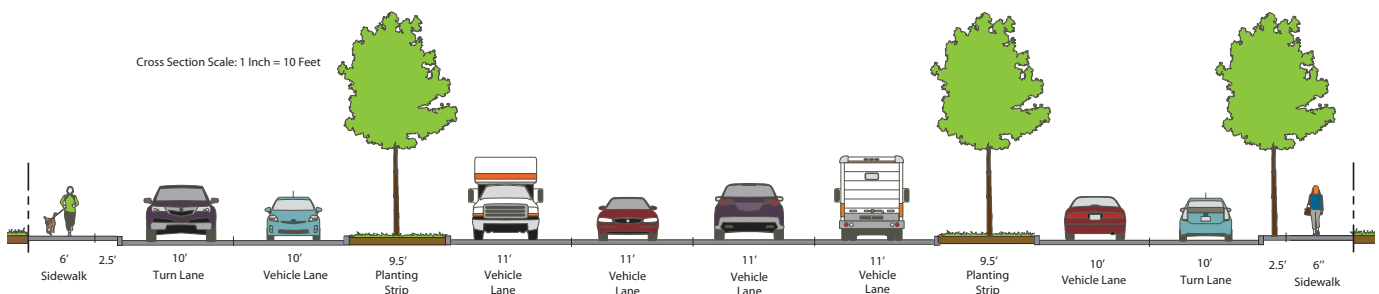 Cross Section Scale: 1 Inch = 10 Feet
6’
Sidewalk
2.5’
10’
Turn Lane
10’
Vehicle Lane
9.5’
Planting
Strip
11’
Vehicle
Lane
11’
Vehicle
Lane
11’
Vehicle
Lane
11’
Vehicle
Lane
9.5’
Planting
Strip
10’
Vehicle Lane
10’
Turn Lane
2.5’
6’’
Sidewalk